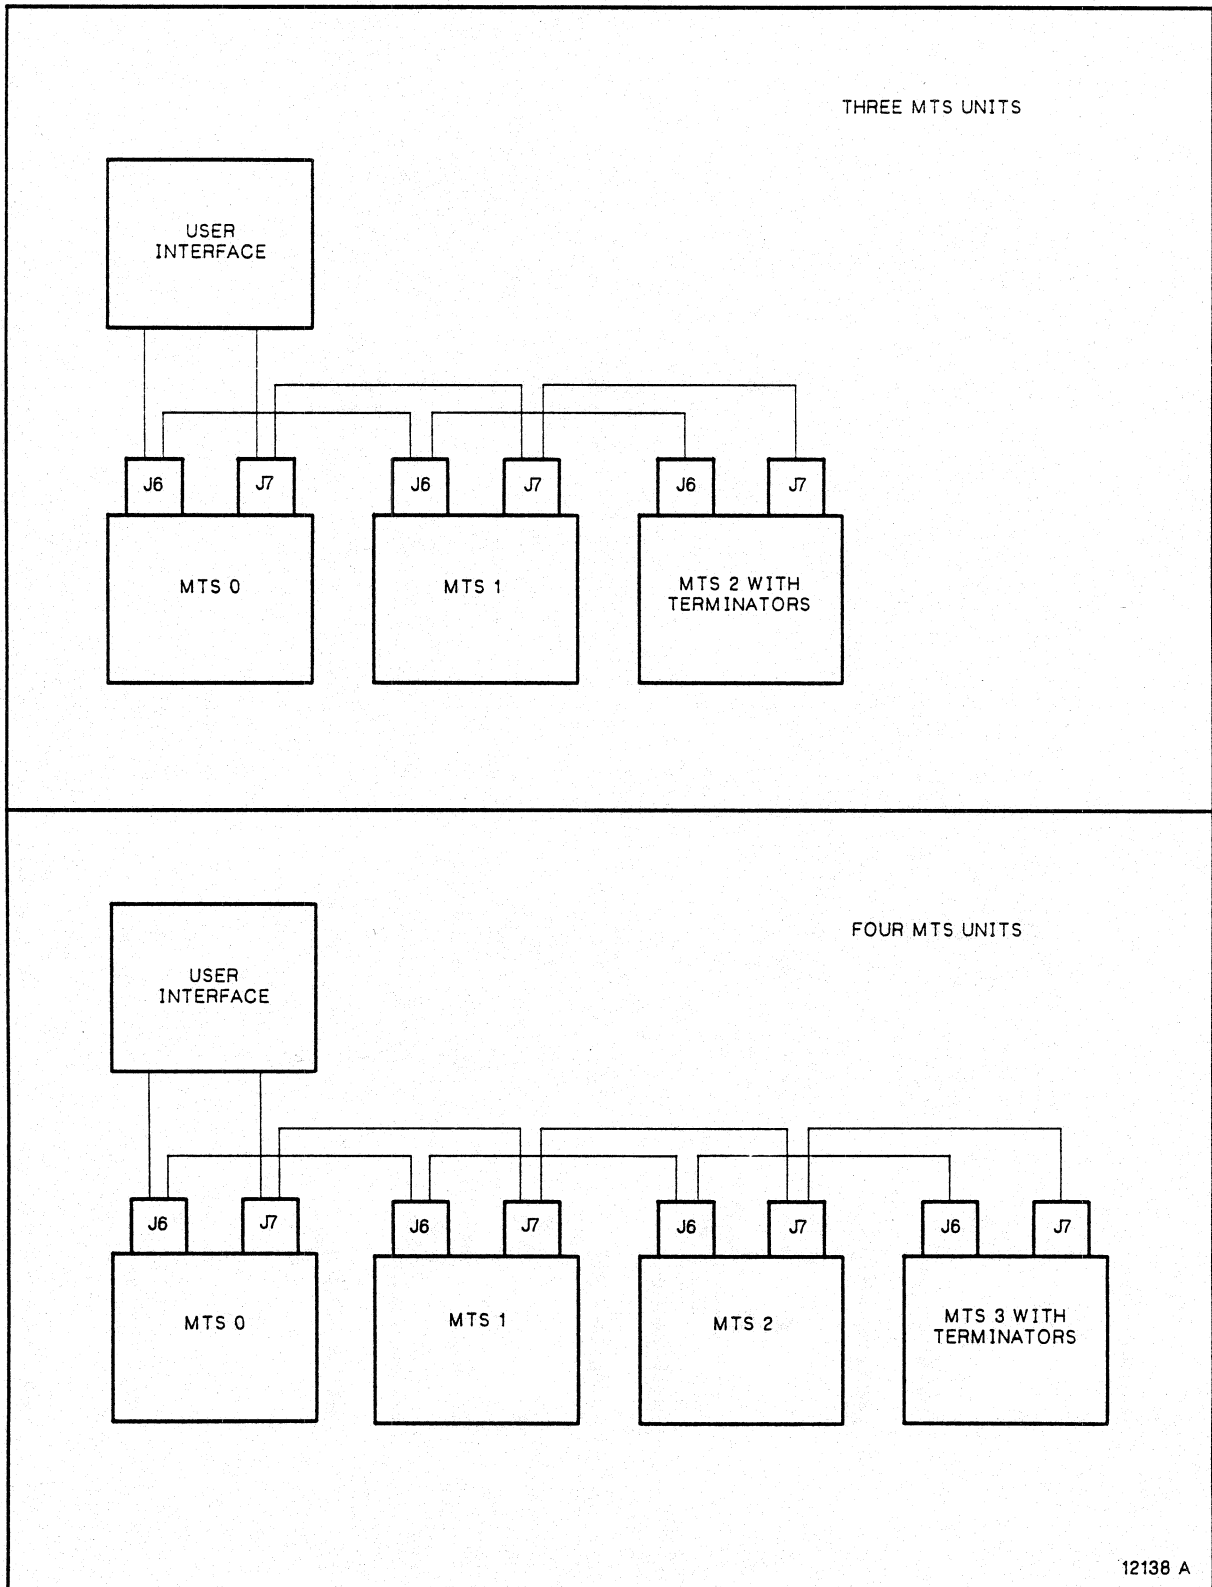 THREE MTS UNITS
USER
INTERFACE
J6
J7
J6
J7
J6
J7
MTS 0
MTS 1
MTS 2 WITH
TERMINATORS
FOUR MTS UNITS
USER
INTERFACE
J6
J7
J6
J7
J6
J7
J6
J7
MTS 0
MTS 1
MTS 2
MTS 3 WITH
TERMINATORS
12138 A